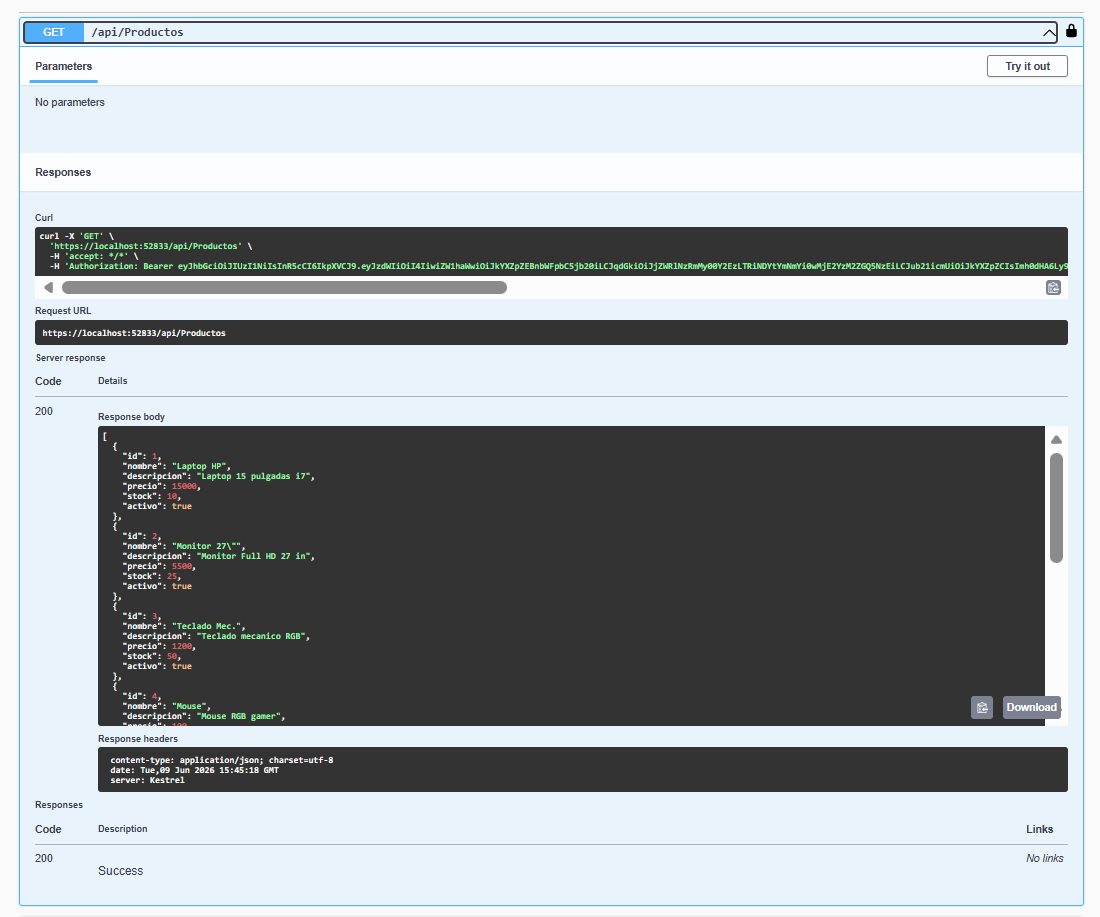 GET /api/Productos
Parameters
Try it out
No parameters
Responses
Curl
curl -X 'GET' \
'https://localhost:52833/api/Productos' \
-H 'accept: */*' \
-H 'Authorization: Bearer
Request URL
https://localhost:52833/api/Productos
Server response
Code Details
200
Response body
[
{
"id": 1,
"nombre": "Laptop HP",
"descripcion": "Laptop 15 pulgadas i7",
"precio": 15000,
"stock": 10,
"activo": true
},
{
"id": 2,
"nombre": "Monitor 27\"",
"descripcion": "Monitor Full HD 27 in",
"precio": 5500,
"stock": 25,
"activo": true
},
{
"id": 3,
"nombre": "Teclado Mec.",
"descripcion": "Teclado mecanico RGB",
"precio": 1200,
"stock": 50,
"activo": true
},
{
"id": 4,
"nombre": "Mouse",
"descripcion": "Mouse RGB gamer",
Download
Response headers
content-type: application/json; charset=utf-8
date: Tue,09 Jun 2026 15:45:18 GMT
server: Kestrel
Responses
Code Description Links
200
Success
No links